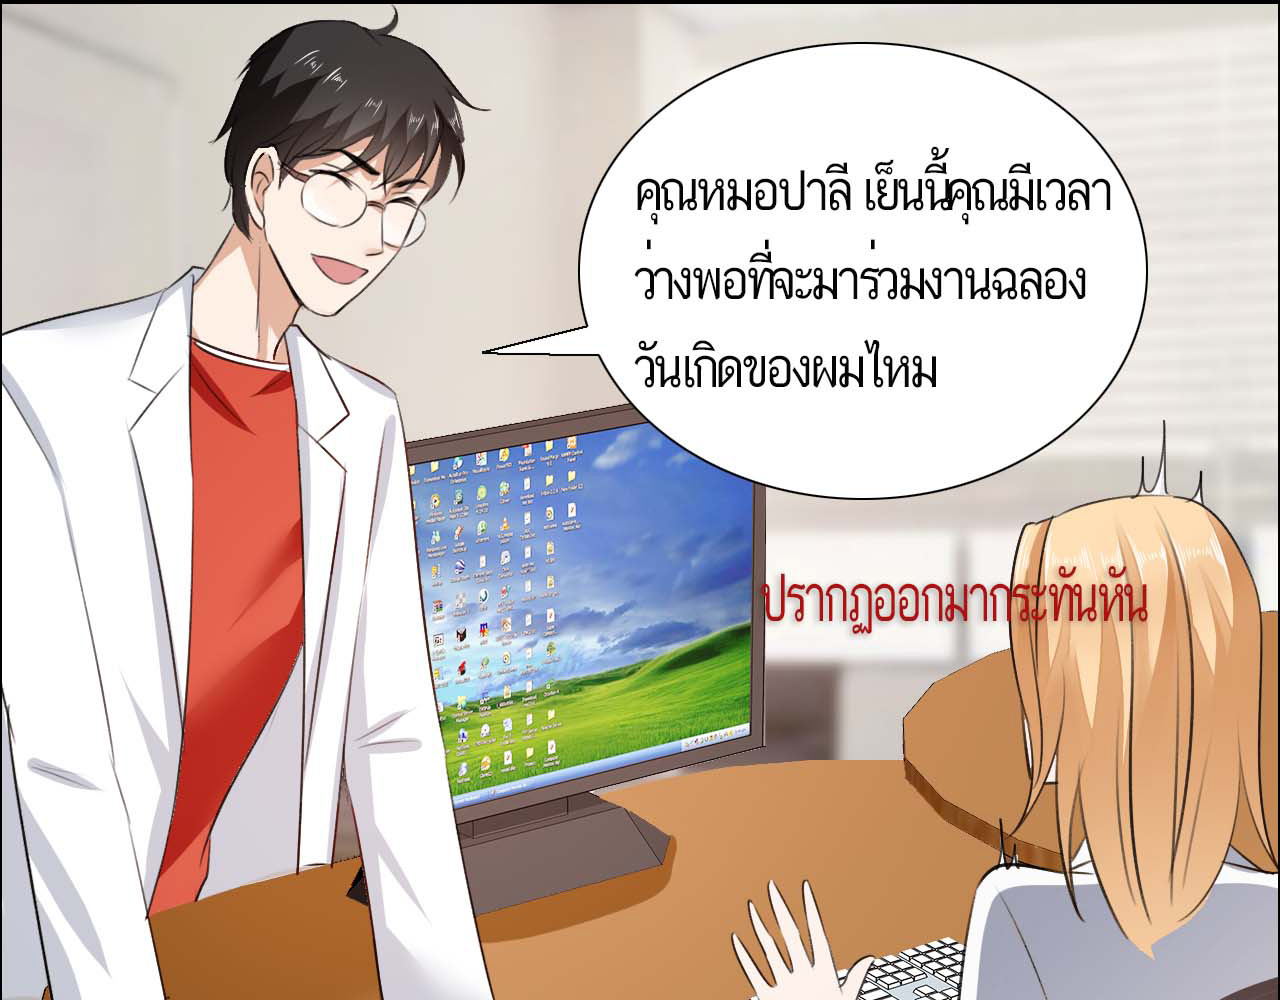 คุณหมอปาลี เย็นนี้คุณมีเวลา
ว่างพอที่จะมาร่วมงานฉลอง
วันเกิดของผมไหม
ปรากฏออกมากระทันหัน